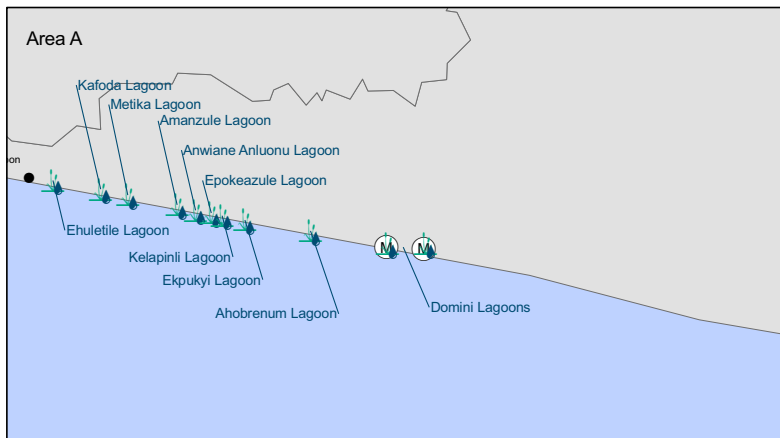 Area A
Kafoda Lagoon
Metika Lagoon
Amanzule Lagoon
Anwiane Anluonu Lagoon
oon
Epokeazule Lagoon
Ehuletile Lagoon
Kelapinli Lagoon
M
M
Ekpukyi Lagoon
Ahobrenum Lagoon
Domini Lagoons